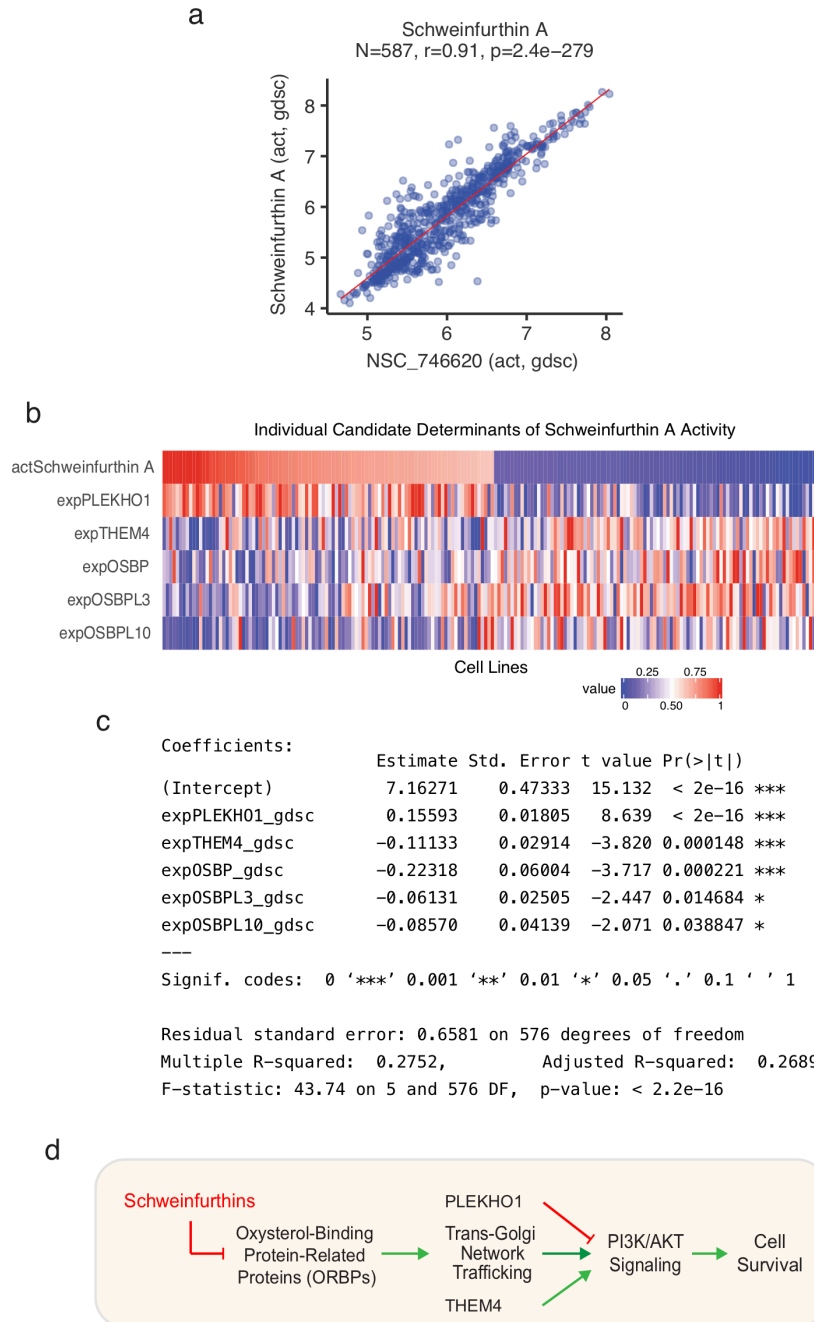 a
Schweinfurthin A
N=587, r=0.91, p=2.4e−279
Schweinfurthin A (act, gdsc)
8
7
6
5
4
5 6 7 8
NSC_746620 (act, gdsc)
b
Individual Candidate Determinants of Schweinfurthin A Activity
actSchweinfurthin A
expPLEKHO1
expTHEM4
expOSBP
expOSBPL3
expOSBPL10
Cell Lines
0.25 0.75
value
0 0.50 1
c
Coefficients:
Estimate Std. Error t value Pr(>|t|)
(Intercept) 7.16271 0.47333 15.132 < 2e-16 ***
expPLEKHO1_gdsc 0.15593 0.01805 8.639 < 2e-16 ***
expTHEM4_gdsc −0.11133 0.02914 −3.820 0.000148 ***
expOSBP_gdsc −0.22318 0.06004 −3.717 0.000221 ***
expOSBPL3_gdsc −0.06131 0.02505 −2.447 0.014684 *
expOSBPL10_gdsc −0.08570 0.04139 −2.071 0.038847 *
−−−
Signif. codes: 0 ‘***’ 0.001 ‘**’ 0.01 ‘*’ 0.05 ‘.’ 0.1 ‘ ’ 1
Residual standard error: 0.6581 on 576 degrees of freedom
Multiple R-squared: 0.2752, Adjusted R-squared: 0.2689
F-statistic: 43.74 on 5 and 576 DF, p-value: < 2.2e-16
d
Schweinfurthins
Oxysterol-Binding
Protein-Related
Proteins (ORBPs)
PLEKHO1
Trans-Golgi
Network
Trafficking
THEM4
PI3K/AKT
Signaling
Cell
Survival